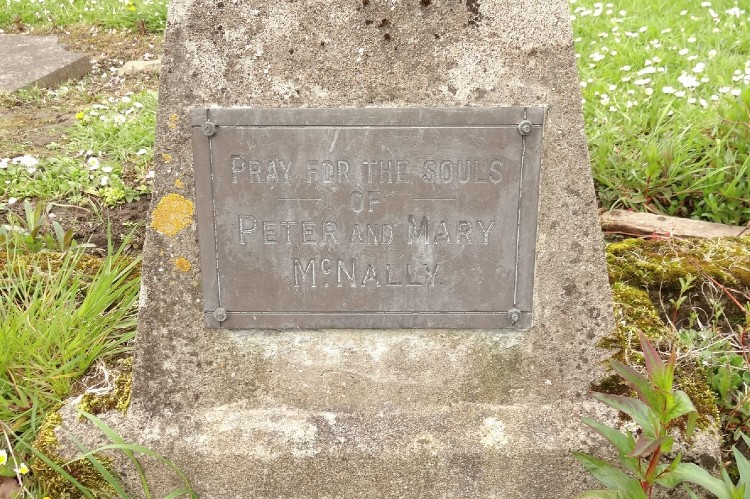 PRAY FOR THE SOULS
OF
PETER AND MARY
McNALLY.